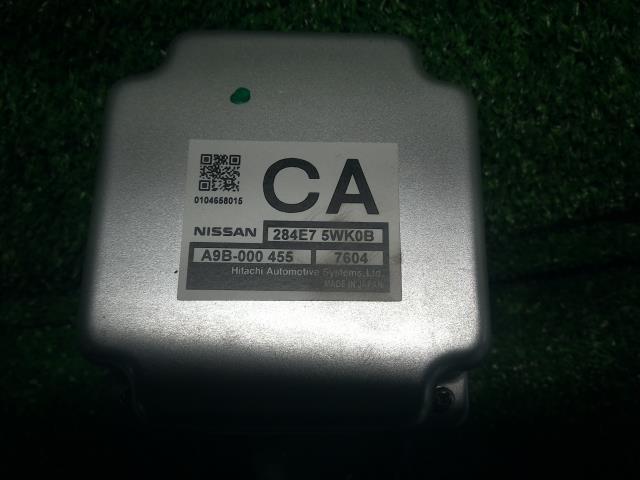 CA
0104658015
NISSAN 284E7 5WK0B
A9B-000 455 7604
Hitachi Automotive Systems,Ltd.
MADE IN JAPAN